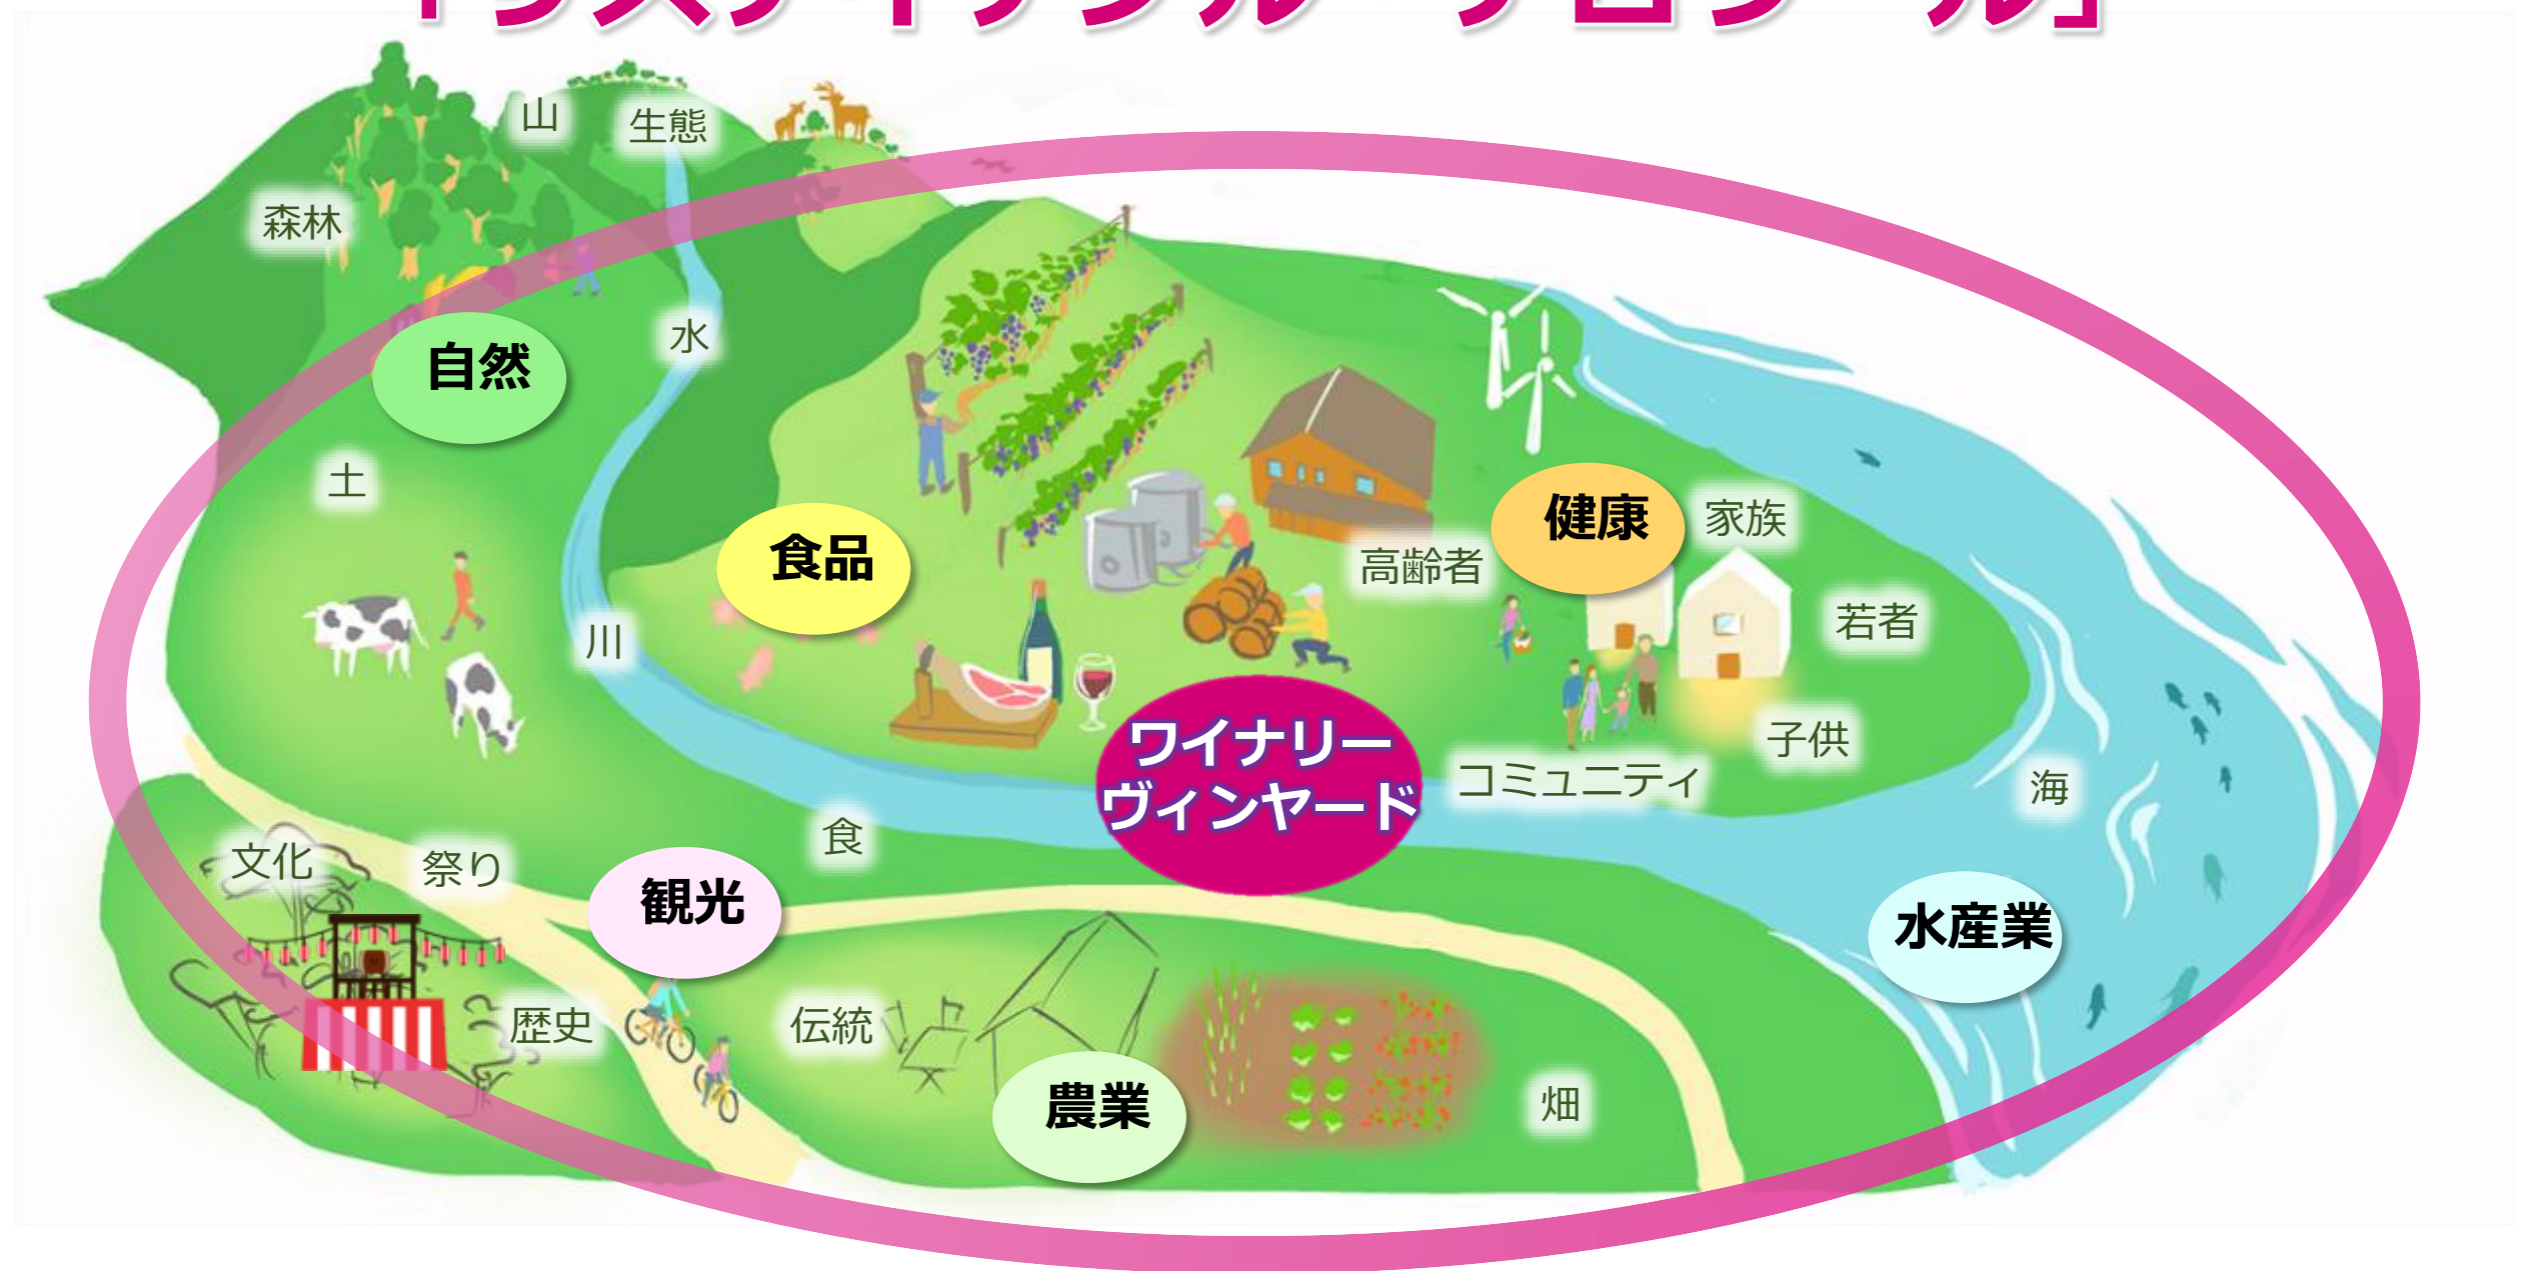 山
生態
森林
水
自然
土
食品
健康
家族
高齢者
若者
川
ワイナリー
ヴィンヤード
子供
コミュニティ
海
食
文化
祭り
観光
水産業
歴史
伝統
農業
畑